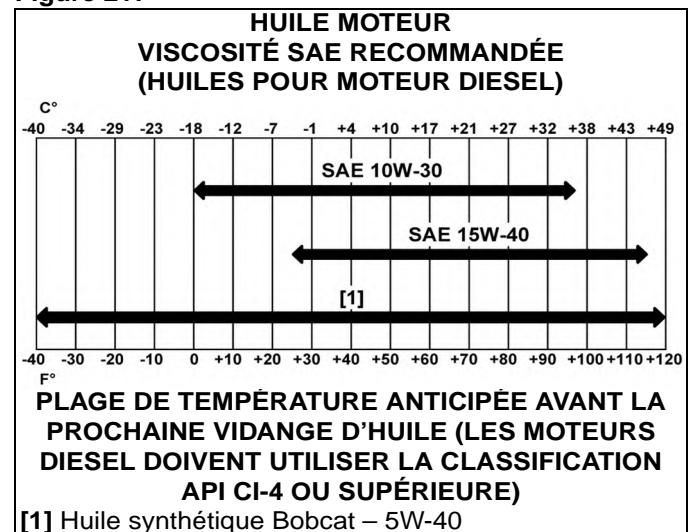 HUILE MOTEUR
VISCOSITÉ SAE RECOMMANDÉE
(HUILES POUR MOTEUR DIESEL)
C°
-40 -34 -29 -23 -18 -12 -7 -1 +4 +10 +17 +21 +27 +32 +38 +43 +49
SAE 10W-30
SAE 15W-40
[1]
-40 -30 -20 -10 0 +10 +20 +30 +40 +50 +60 +70 +80 +90 +100 +110 +120
F°
PLAGE DE TEMPÉRATURE ANTICIPÉE AVANT LA
PROCHAINE VIDANGE D'HUILE (LES MOTEURS
DIESEL DOIVENT UTILISER LA CLASSIFICATION
API CI-4 OU SUPÉRIEURE)
[1] Huile synthétique Bobcat – 5W-40